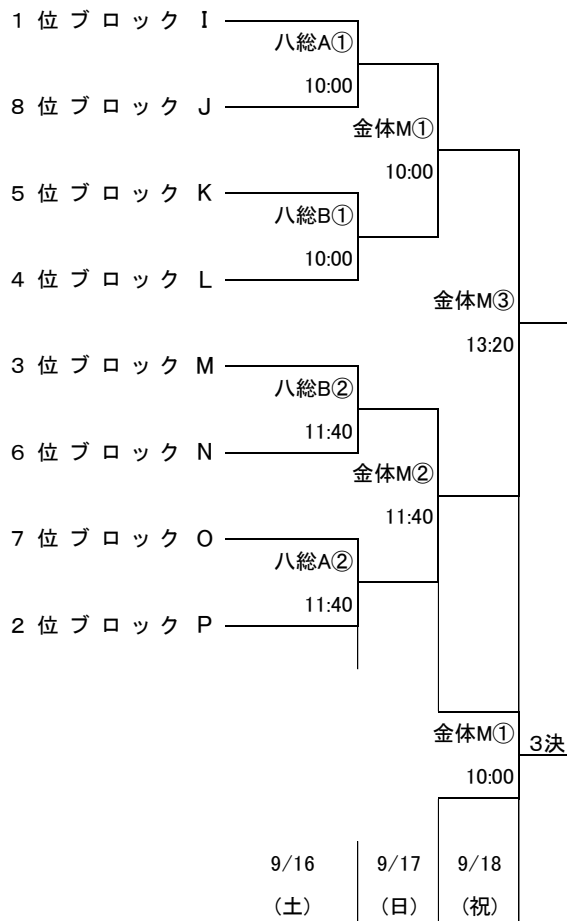 1 位 ブ ロ ッ ク I
八総A①
10:00
8 位 ブ ロ ッ ク J
金体M①
10:00
5 位 ブ ロ ッ ク K
八総B①
10:00
4 位 ブ ロ ッ ク L
金体M③
13:20
3 位 ブ ロ ッ ク M
八総B②
11:40
6 位 ブ ロ ッ ク N
金体M②
11:40
7 位 ブ ロ ッ ク O
八総A②
11:40
2 位 ブ ロ ッ ク P
金体M①
3決
10:00
9/16 9/17 9/18
(土) (日) (祝)